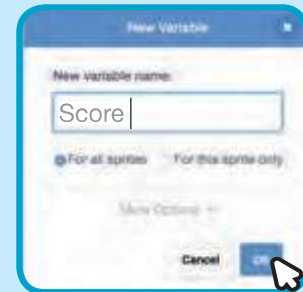 New Variable
New variable name:
Score
For all sprites For this sprite only
More Options
Cancel OK